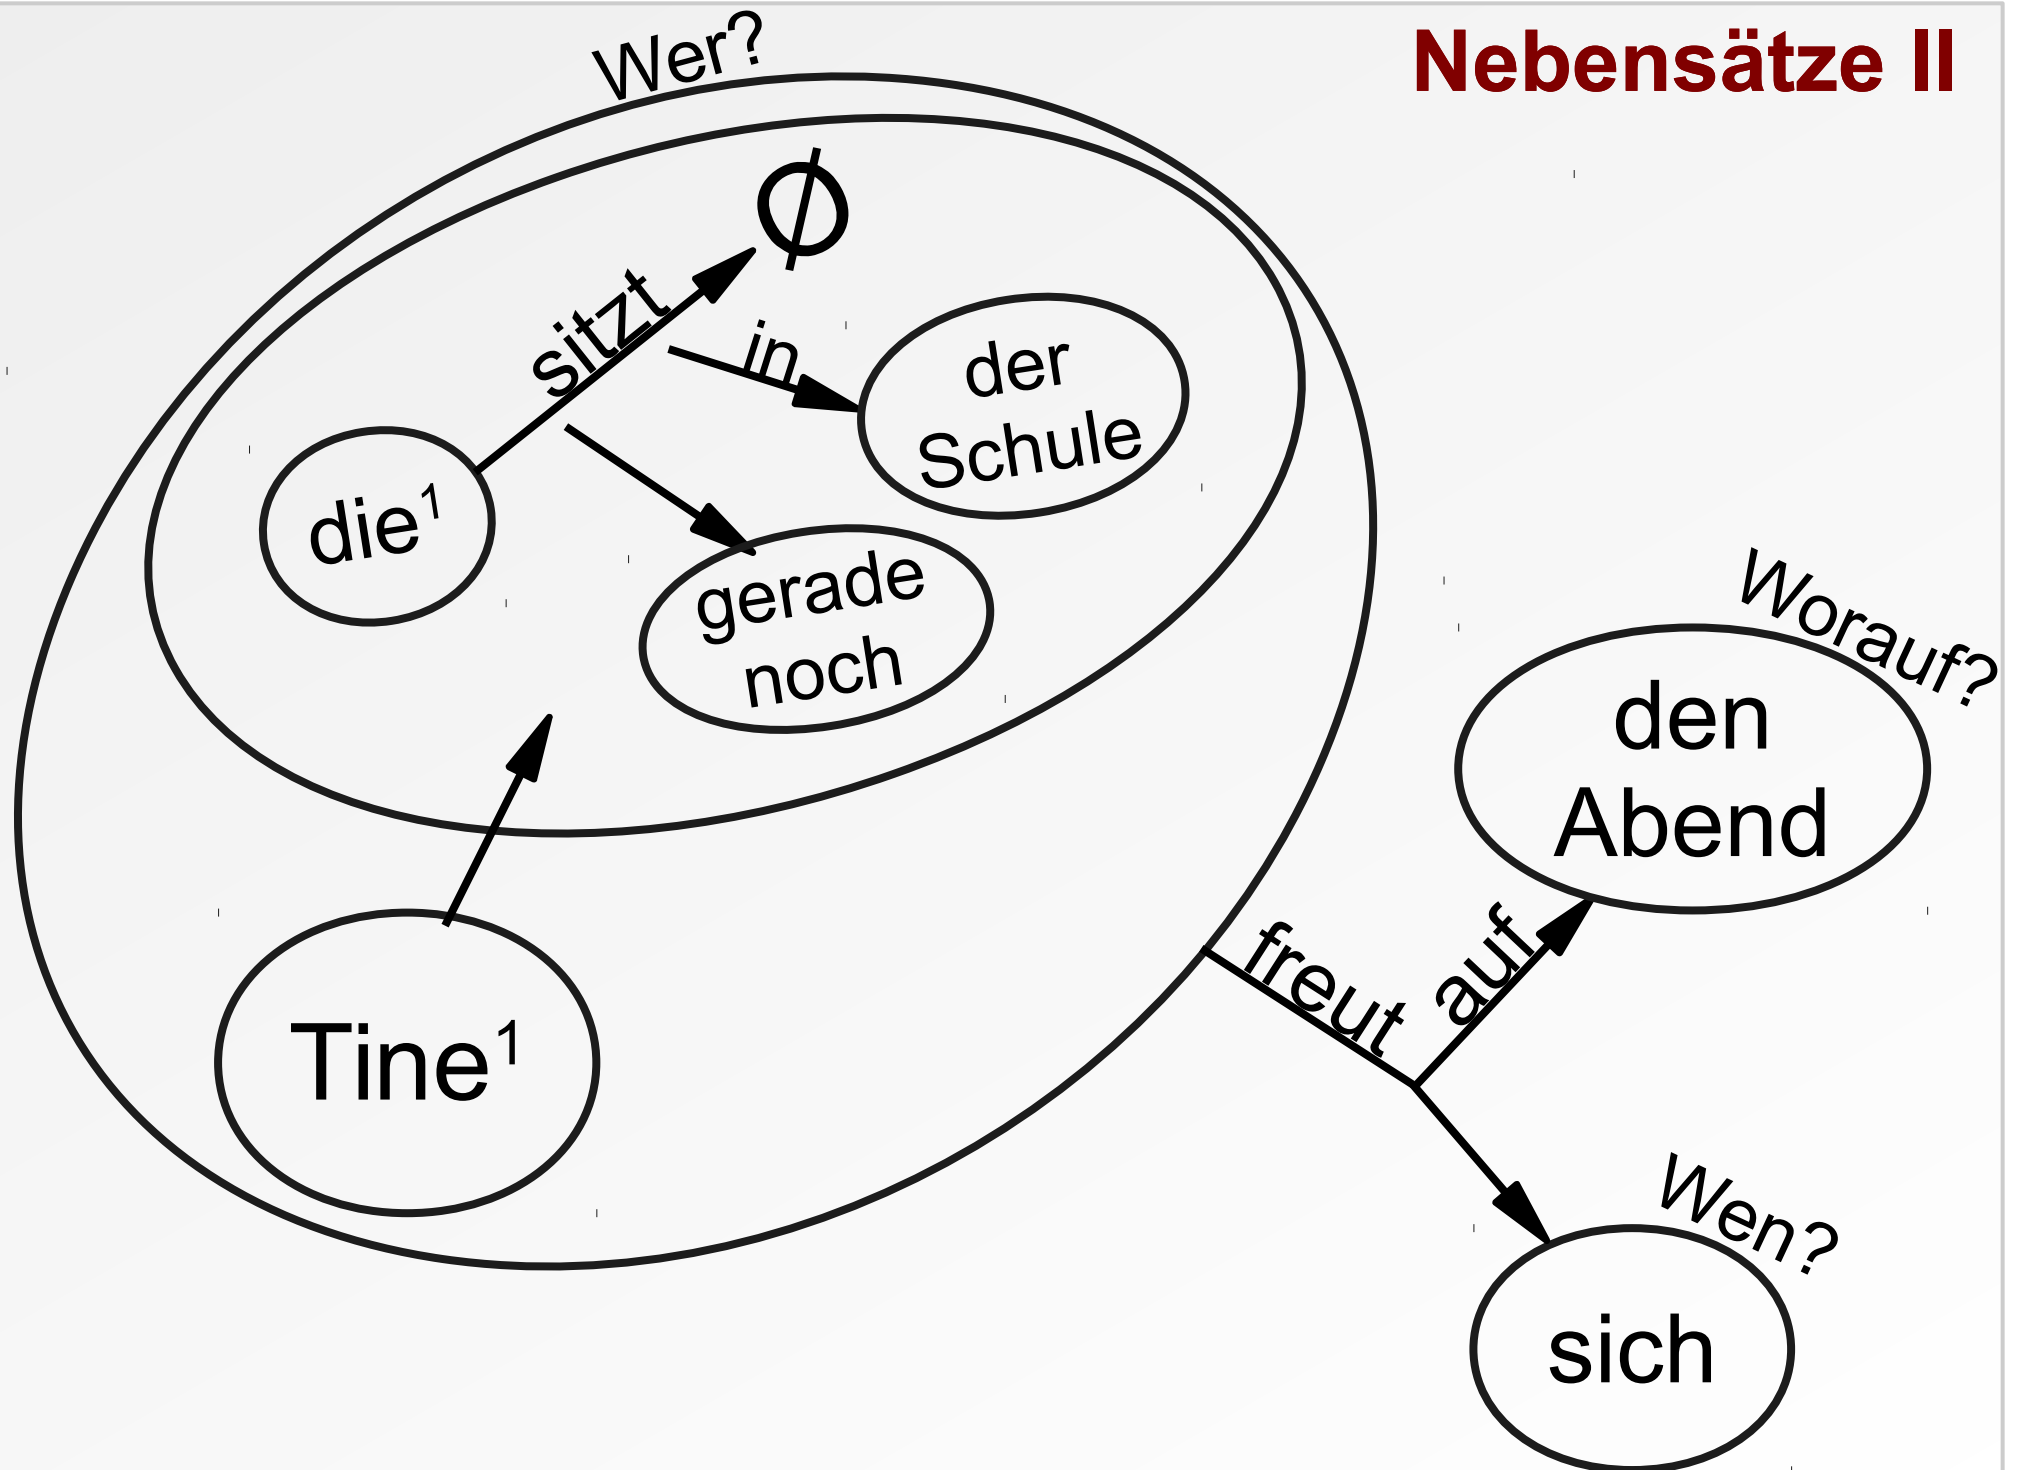 Nebensätze II
Wer?
Ø
sitzt
in
der
Schule
die¹
gerade
noch
Tine¹
Worauf?
den
Abend
freut
auf
Wen?
sich